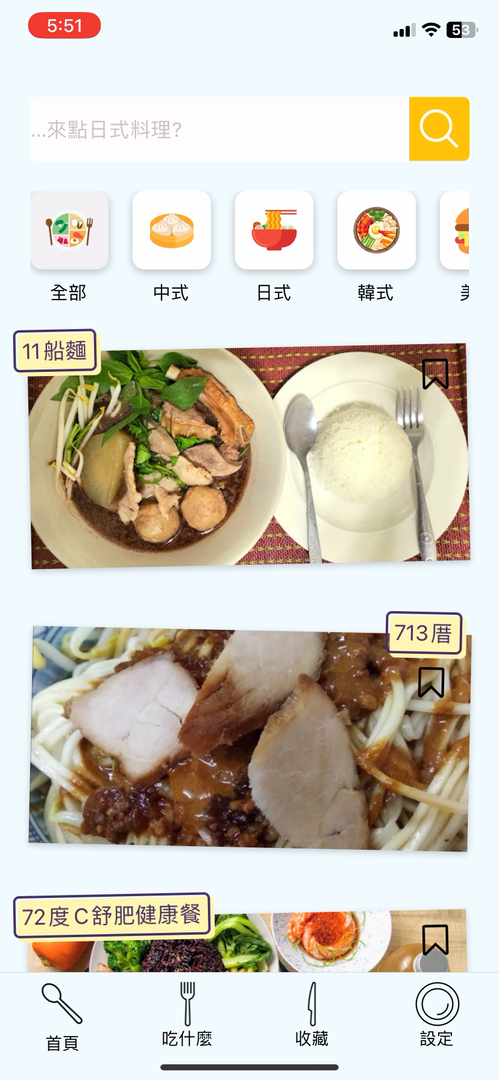 5:51
53
...來點日式料理?
全部
中式
日式
韓式
11船麵
713厝
72度C舒肥健康餐
首頁
吃什麼
收藏
設定